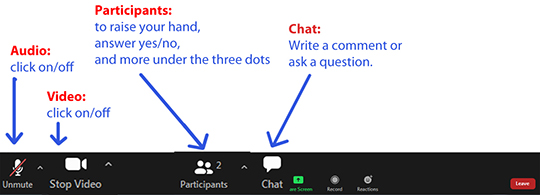 Participants:
to raise your hand,
answer yes/no,
and more under the three dots
Chat:
Write a comment or
ask a question.
Audio:
click on/off
Video:
click on/off
Unmute
Stop Video
2
Participants
Chat
are Screen
Record
Reactions
Leave